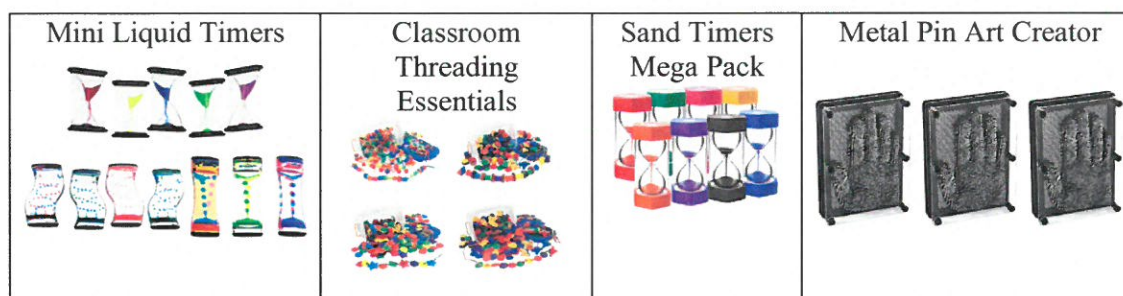 Mini Liquid Timers
Classroom
Threading
Essentials
Sand Timers
Mega Pack
Metal Pin Art Creator